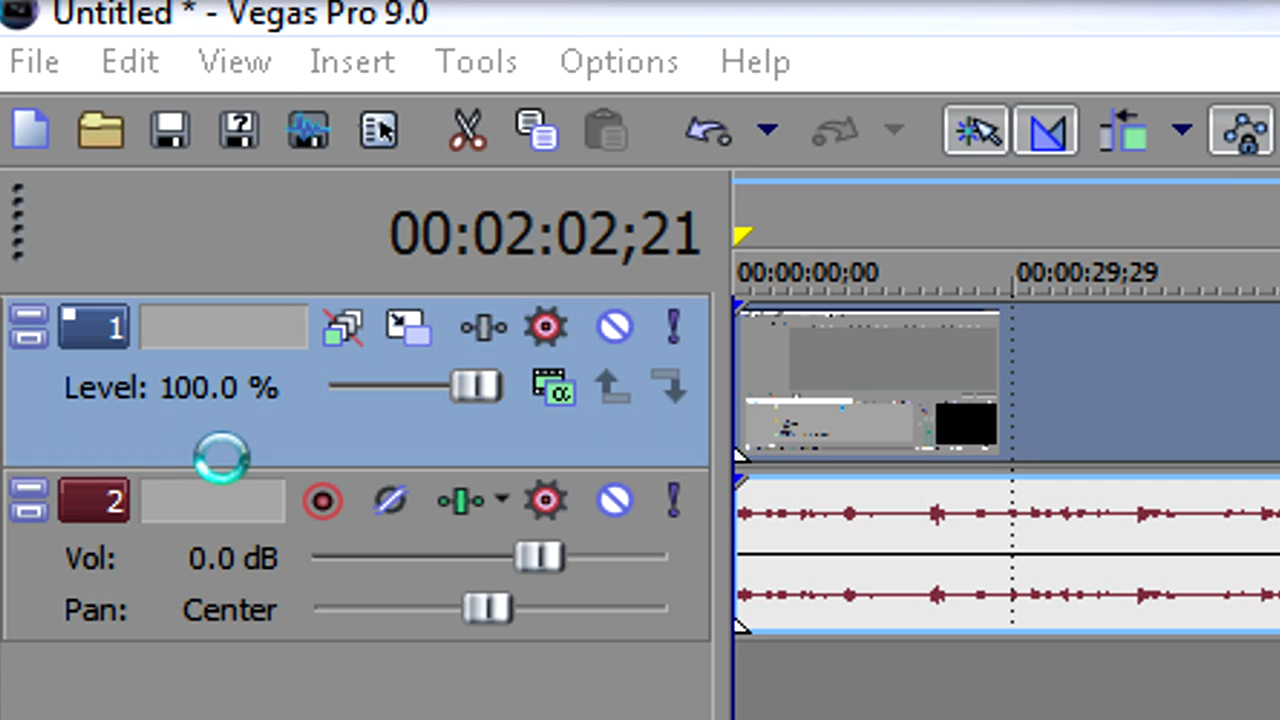 Untitled * - Vegas Pro 9.0
File Edit View Insert Tools Options Help
00:02:02;21
00:00:00;00 00:00:29;29
1
Level: 100.0 %
2
Vol: 0.0 dB
Pan: Center